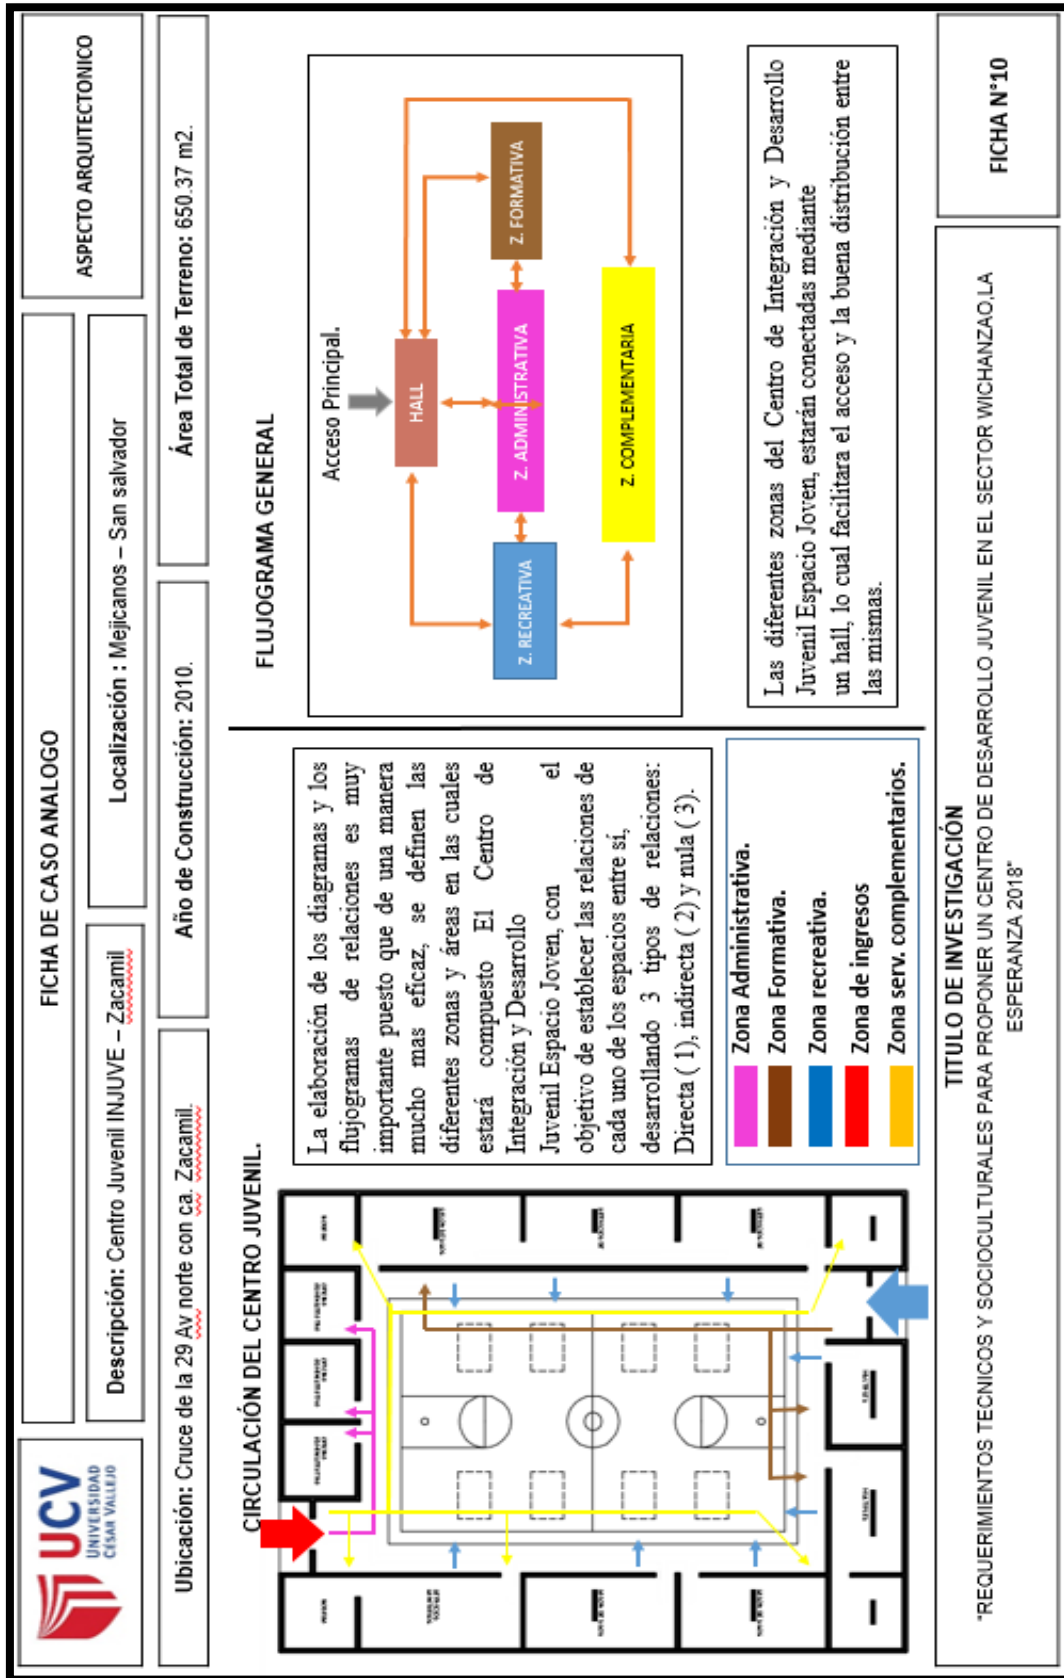 UCV
UNIVERSIDAD
CÉSAR VALLEJO
FICHA DE CASO ANALOGO
ASPECTO ARQUITECTONICO
Descripción: Centro Juvenil INJUVE – Zacamil
Localización : Mejicanos – San salvador
Ubicación: Cruce de la 29 Av norte con ca. Zacamil.
Año de Construcción: 2010.
Área Total de Terreno: 650.37 m2.
CIRCULACIÓN DEL CENTRO JUVENIL.
La elaboración de los diagramas y los
flujogramas de relaciones es muy
importante puesto que de una manera
mucho mas eficaz, se definen las
diferentes zonas y áreas en las cuales
estará compuesto El Centro de
Integración y Desarrollo
Juvenil Espacio Joven, con el
objetivo de establecer las relaciones de
cada uno de los espacios entre sí,
desarrollando 3 tipos de relaciones:
Directa ( 1), indirecta ( 2) y nula ( 3).
Zona Administrativa.
Zona Formativa.
Zona recreativa.
Zona de ingresos
Zona serv. complementarios.
FLUJOGRAMA GENERAL
Acceso Principal.
HALL
Z. RECREATIVA
Z. ADMINISTRATIVA
Z. FORMATIVA
Z. COMPLEMENTARIA
Las diferentes zonas del Centro de Integración y Desarrollo
Juvenil Espacio Joven, estarán conectadas mediante
un hall, lo cual facilitara el acceso y la buena distribución entre
las mismas.
TITULO DE INVESTIGACIÓN
"REQUERIMIENTOS TECNICOS Y SOCIOCULTURALES PARA PROPONER UN CENTRO DE DESARROLLO JUVENIL EN EL SECTOR WICHANZAO,LA
ESPERANZA 2018"
FICHA N°10